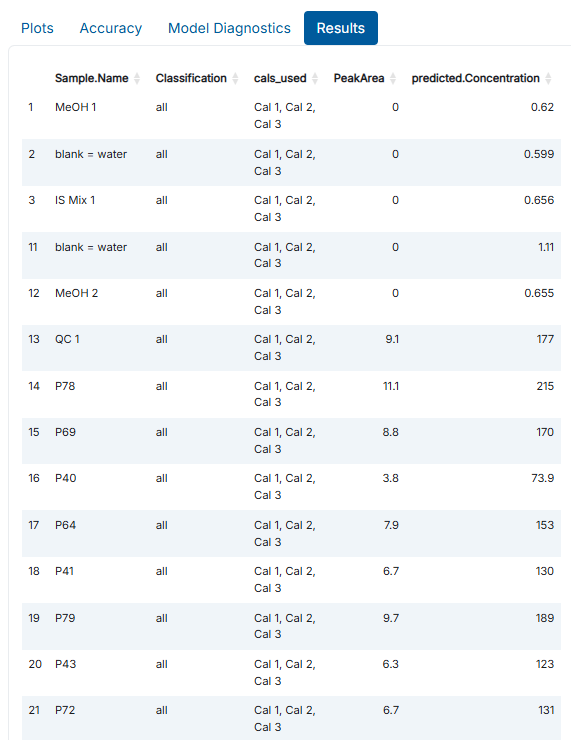 Plots Accuracy Model Diagnostics Results
Sample.Name Classification cals_used PeakArea predicted.Concentration
1 MeOH 1 all Cal 1, Cal 2, 0 0.62
Cal 3
2 blank = water all Cal 1, Cal 2, 0 0.599
Cal 3
3 IS Mix 1 all Cal 1, Cal 2, 0 0.656
Cal 3
11 blank = water all Cal 1, Cal 2, 0 1.11
Cal 3
12 MeOH 2 all Cal 1, Cal 2, 0 0.655
Cal 3
13 QC 1 all Cal 1, Cal 2, 9.1 177
Cal 3
14 P78 all Cal 1, Cal 2, 11.1 215
Cal 3
15 P69 all Cal 1, Cal 2, 8.8 170
Cal 3
16 P40 all Cal 1, Cal 2, 3.8 73.9
Cal 3
17 P64 all Cal 1, Cal 2, 7.9 153
Cal 3
18 P41 all Cal 1, Cal 2, 6.7 130
Cal 3
19 P79 all Cal 1, Cal 2, 9.7 189
Cal 3
20 P43 all Cal 1, Cal 2, 6.3 123
Cal 3
21 P72 all Cal 1, Cal 2, 6.7 131
Cal 3